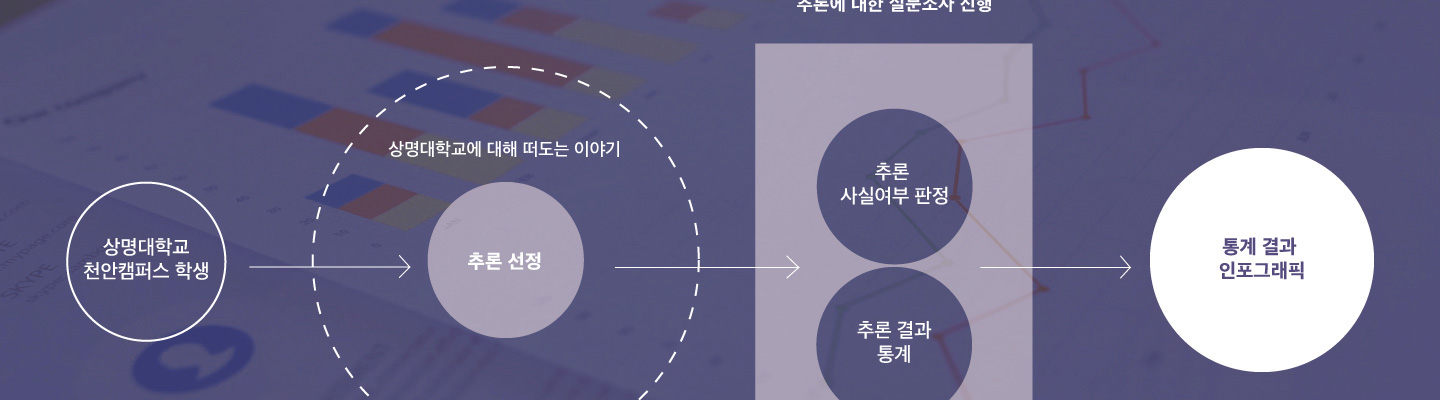 추론에 대한 설문조사 진행
상명대학교에 대해 떠도는 이야기
상명대학교
천안캠퍼스 학생
추론 선정
추론
사실여부 판정
추론 결과
통계
통계 결과
인포그래픽